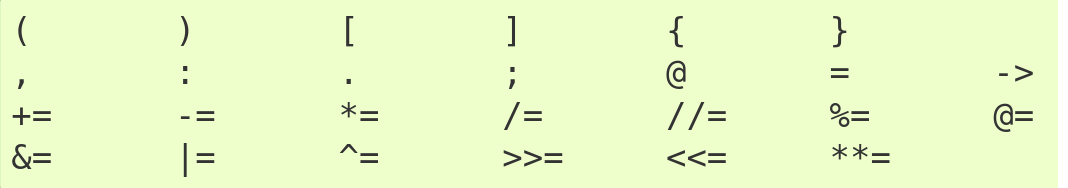 ( ) [ ] { }
, : . ; @ = ->
+= -= *= /= //= %= @=
&= |= ^= >>= <<= **=